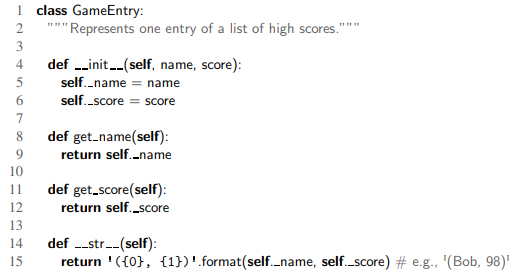 1 class GameEntry:
2 """Represents one entry of a list of high scores."""
3
4 def __init__(self, name, score):
5 self._name = name
6 self._score = score
7
8 def get_name(self):
9 return self._name
10
11 def get_score(self):
12 return self._score
13
14 def __str__(self):
15 return '({0}, {1})'.format(self._name, self._score) # e.g., '(Bob, 98)'